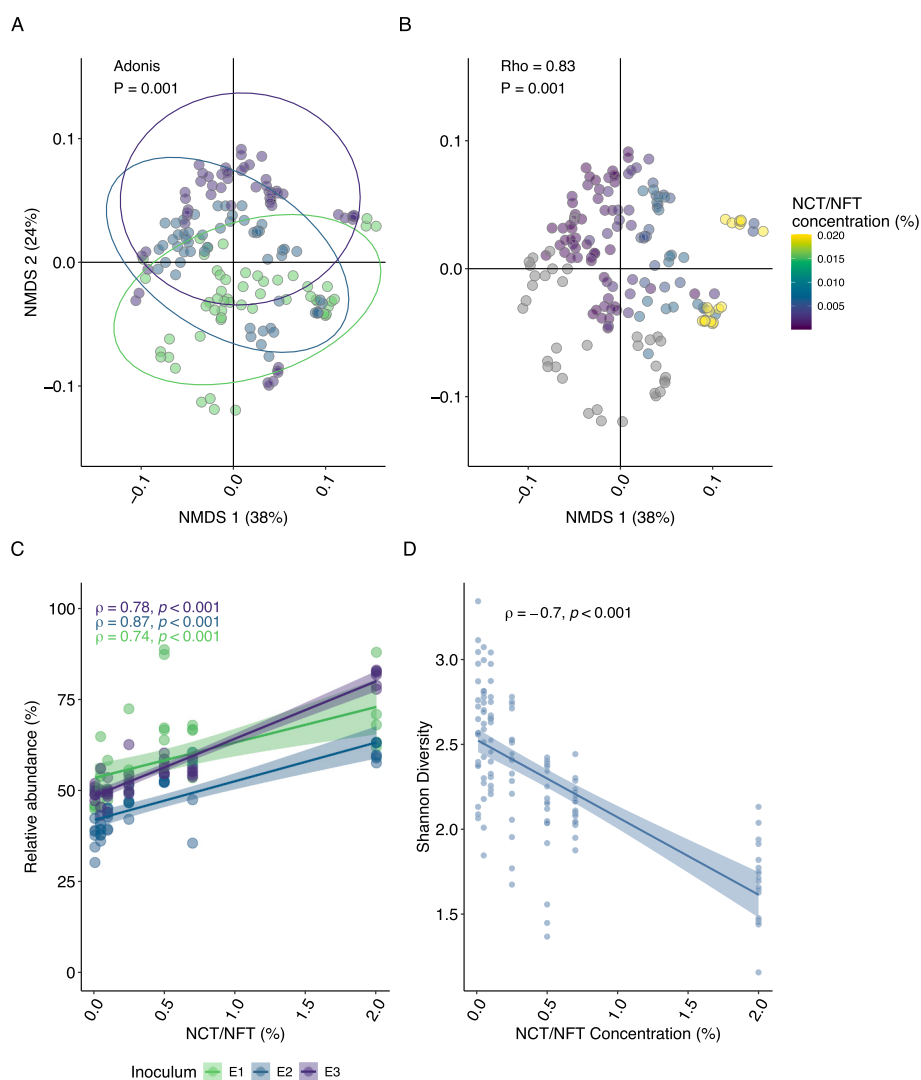 A
Adonis
P = 0.001
0.1
0.0
−0.1
NMDS 2 (24%)
−0.1
0.0
0.1
NMDS 1 (38%)
B
Rho = 0.83
P = 0.001
0.1
0.0
−0.1
−0.1
0.0
0.1
NMDS 1 (38%)
NCT/NFT
concentration (%)
0.020
0.015
0.010
0.005
C
ρ = 0.78, p < 0.001
ρ = 0.87, p < 0.001
ρ = 0.74, p < 0.001
100
75
50
25
0
Relative abundance (%)
0.0
0.5
1.0
1.5
2.0
NCT/NFT (%)
D
ρ = −0.7, p < 0.001
3.0
2.5
2.0
1.5
Shannon Diversity
0.0
0.5
1.0
1.5
2.0
NCT/NFT Concentration (%)
Inoculum E1 E2 E3